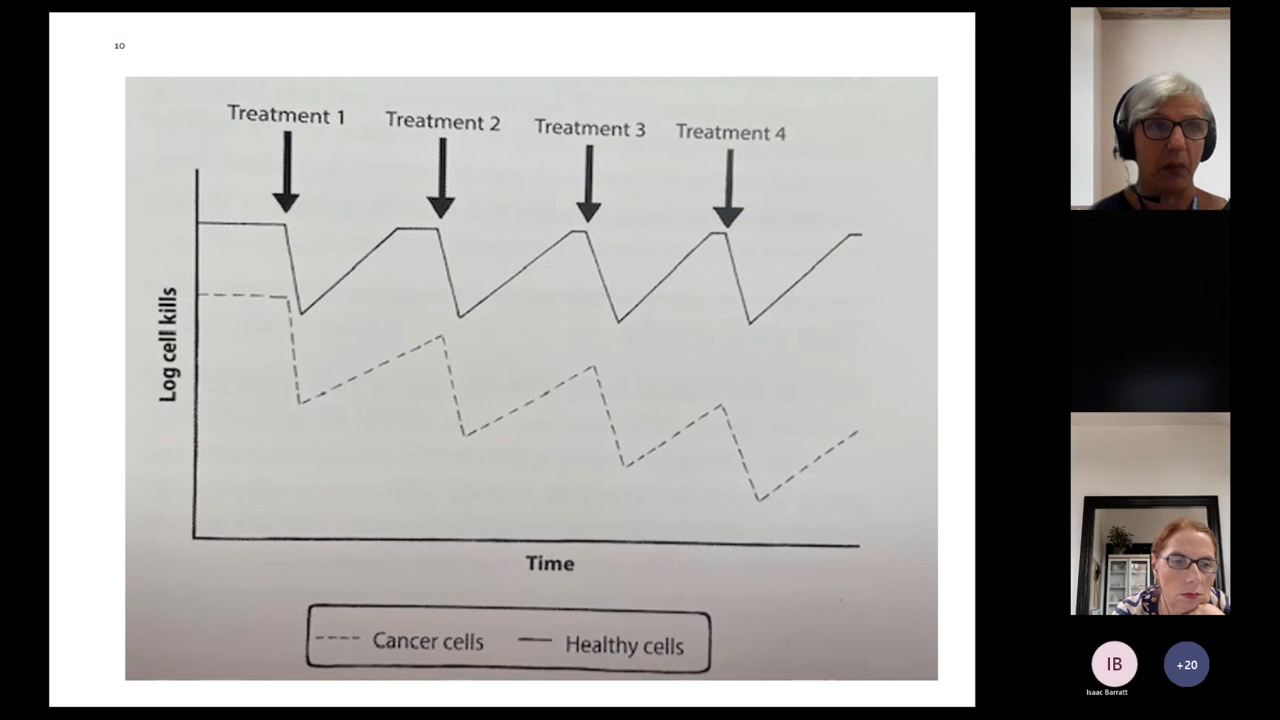 10
Treatment 1
Treatment 2
Treatment 3
Treatment 4
Log cell kills
Time
Cancer cells
Healthy cells
IB
+20
Isaac Barratt